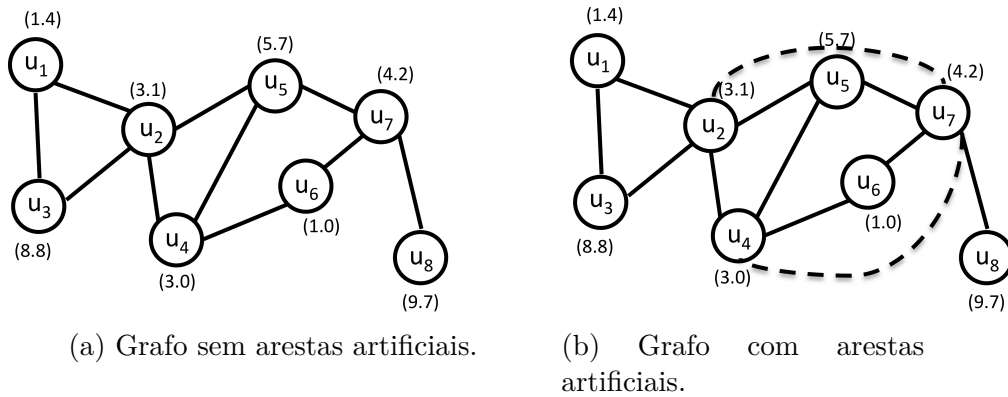 (1.4)
u1
(3.1)
u2
(5.7)
u5
(4.2)
u7
u3
(8.8)
u4
(3.0)
u6
(1.0)
u8
(9.7)
(a) Grafo sem arestas artificiais.
(1.4)
u1
(3.1)
u2
(5.7)
u5
(4.2)
u7
u3
(8.8)
u4
(3.0)
u6
(1.0)
u8
(9.7)
(b) Grafo com arestas
artificiais.